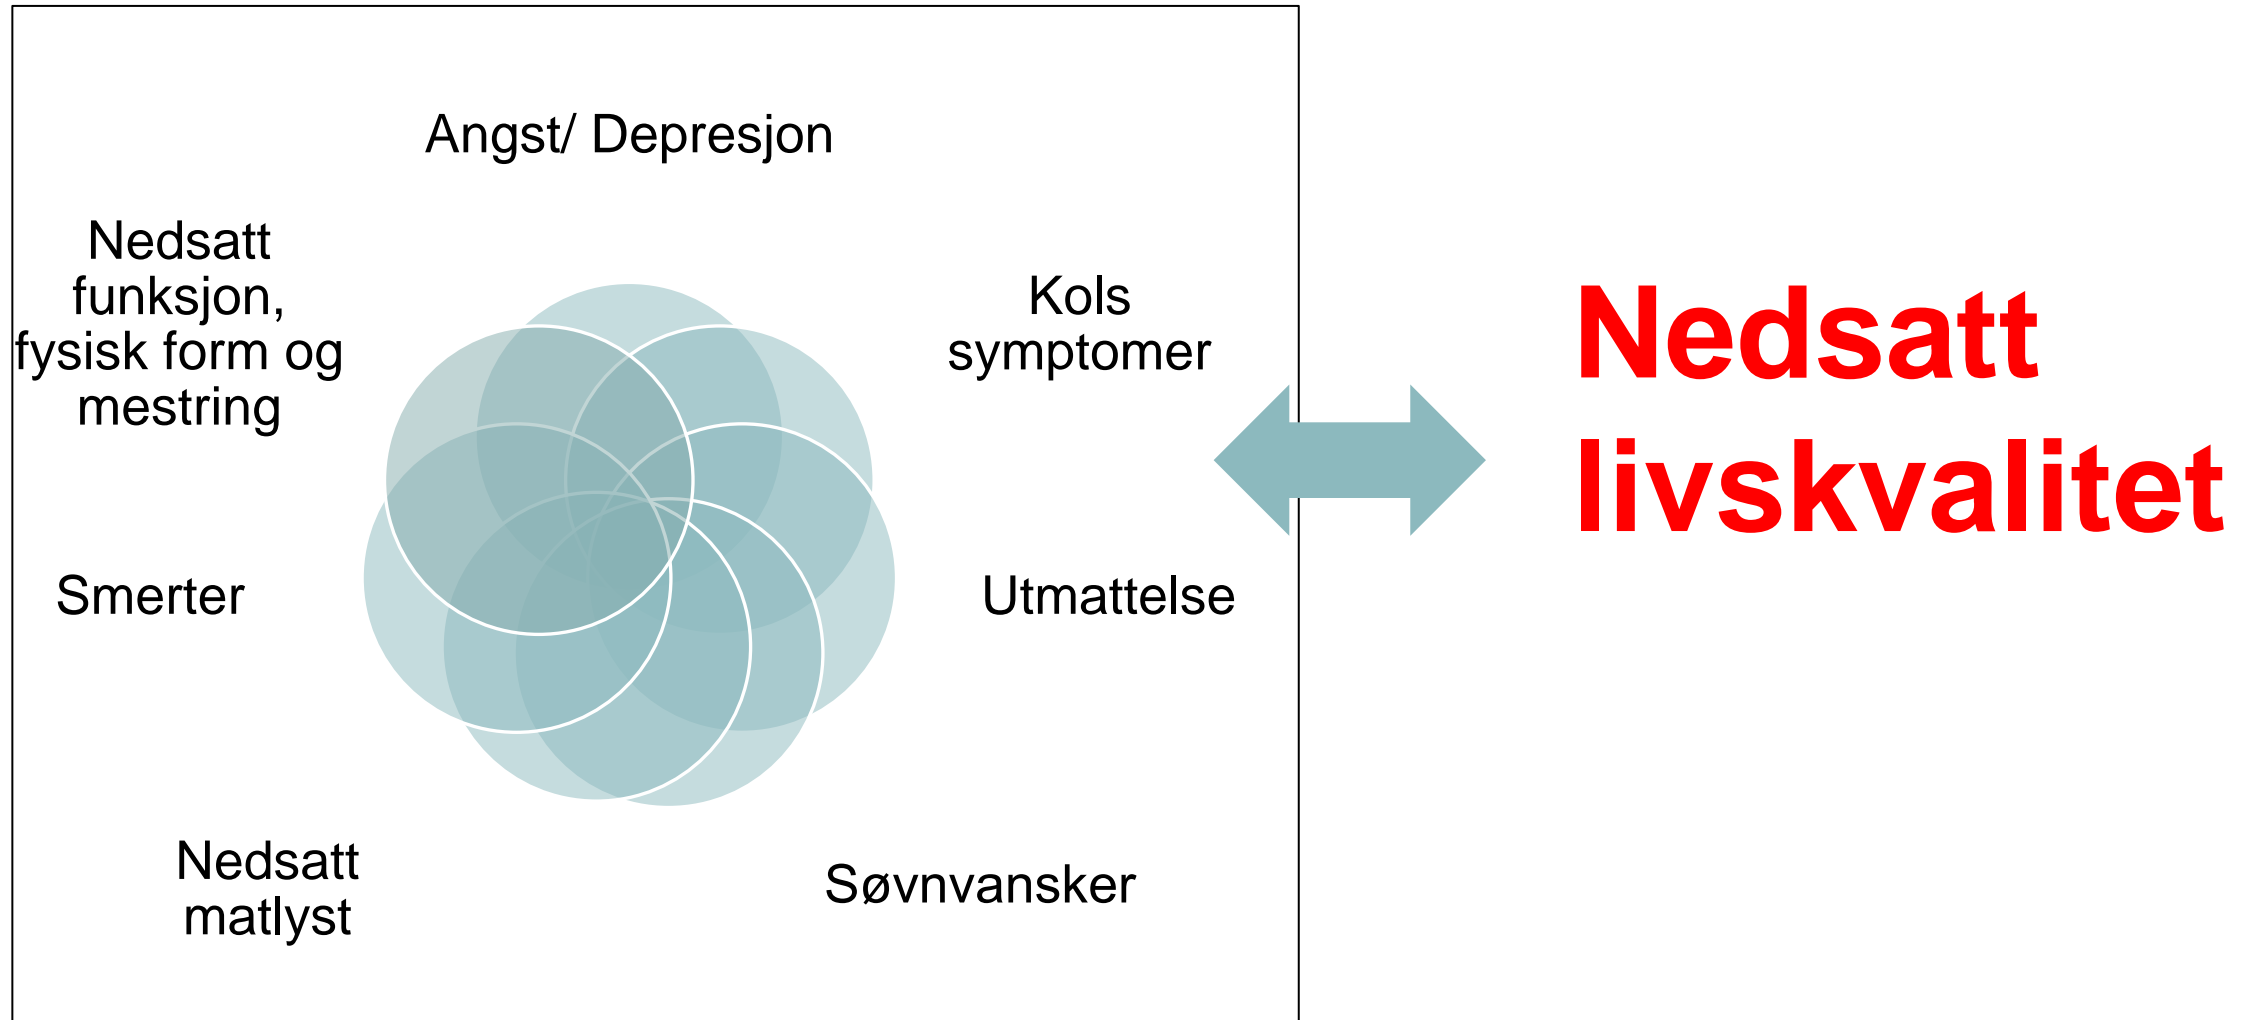 Angst/ Depresjon
Nedsatt
funksjon,
fysisk form og
mestring
Kols
symptomer
Smerter
Utmattelse
Nedsatt
matlyst
Søvnvansker
Nedsatt
livskvalitet